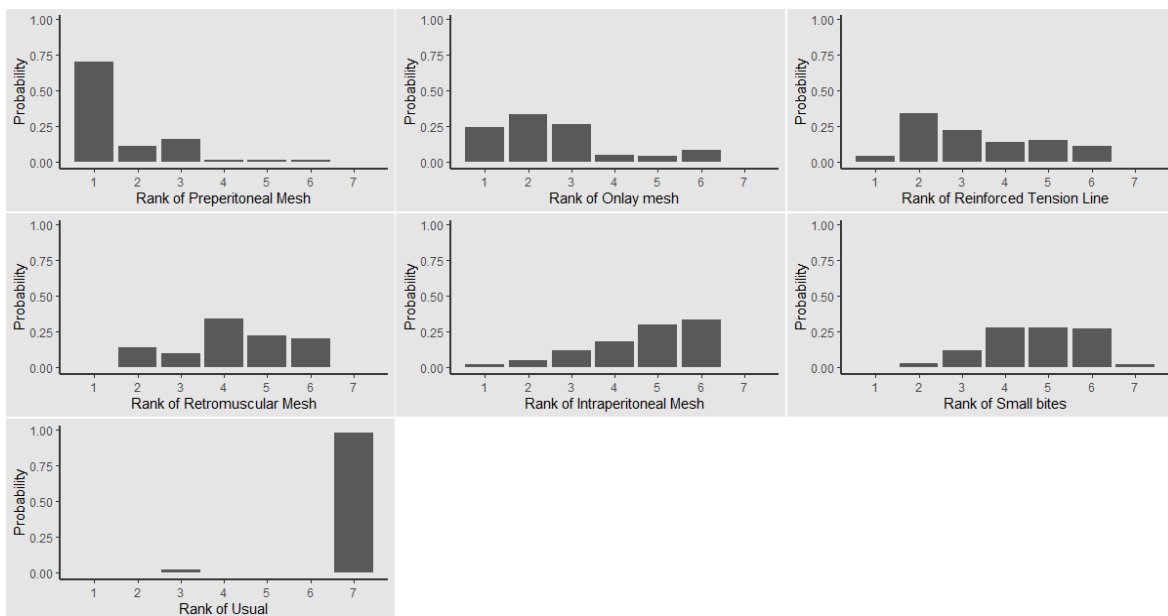 1.00
0.75
0.50
0.25
0.00
Probability
1 2 3 4 5 6 7
Rank of Preperitoneal Mesh
1.00
0.75
0.50
0.25
0.00
Probability
1 2 3 4 5 6 7
Rank of Onlay mesh
1.00
0.75
0.50
0.25
0.00
Probability
1 2 3 4 5 6 7
Rank of Reinforced Tension Line
1.00
0.75
0.50
0.25
0.00
Probability
1 2 3 4 5 6 7
Rank of Retromuscular Mesh
1.00
0.75
0.50
0.25
0.00
Probability
1 2 3 4 5 6 7
Rank of Intraperitoneal Mesh
1.00
0.75
0.50
0.25
0.00
Probability
1 2 3 4 5 6 7
Rank of Small bites
1.00
0.75
0.50
0.25
0.00
Probability
1 2 3 4 5 6 7
Rank of Usual